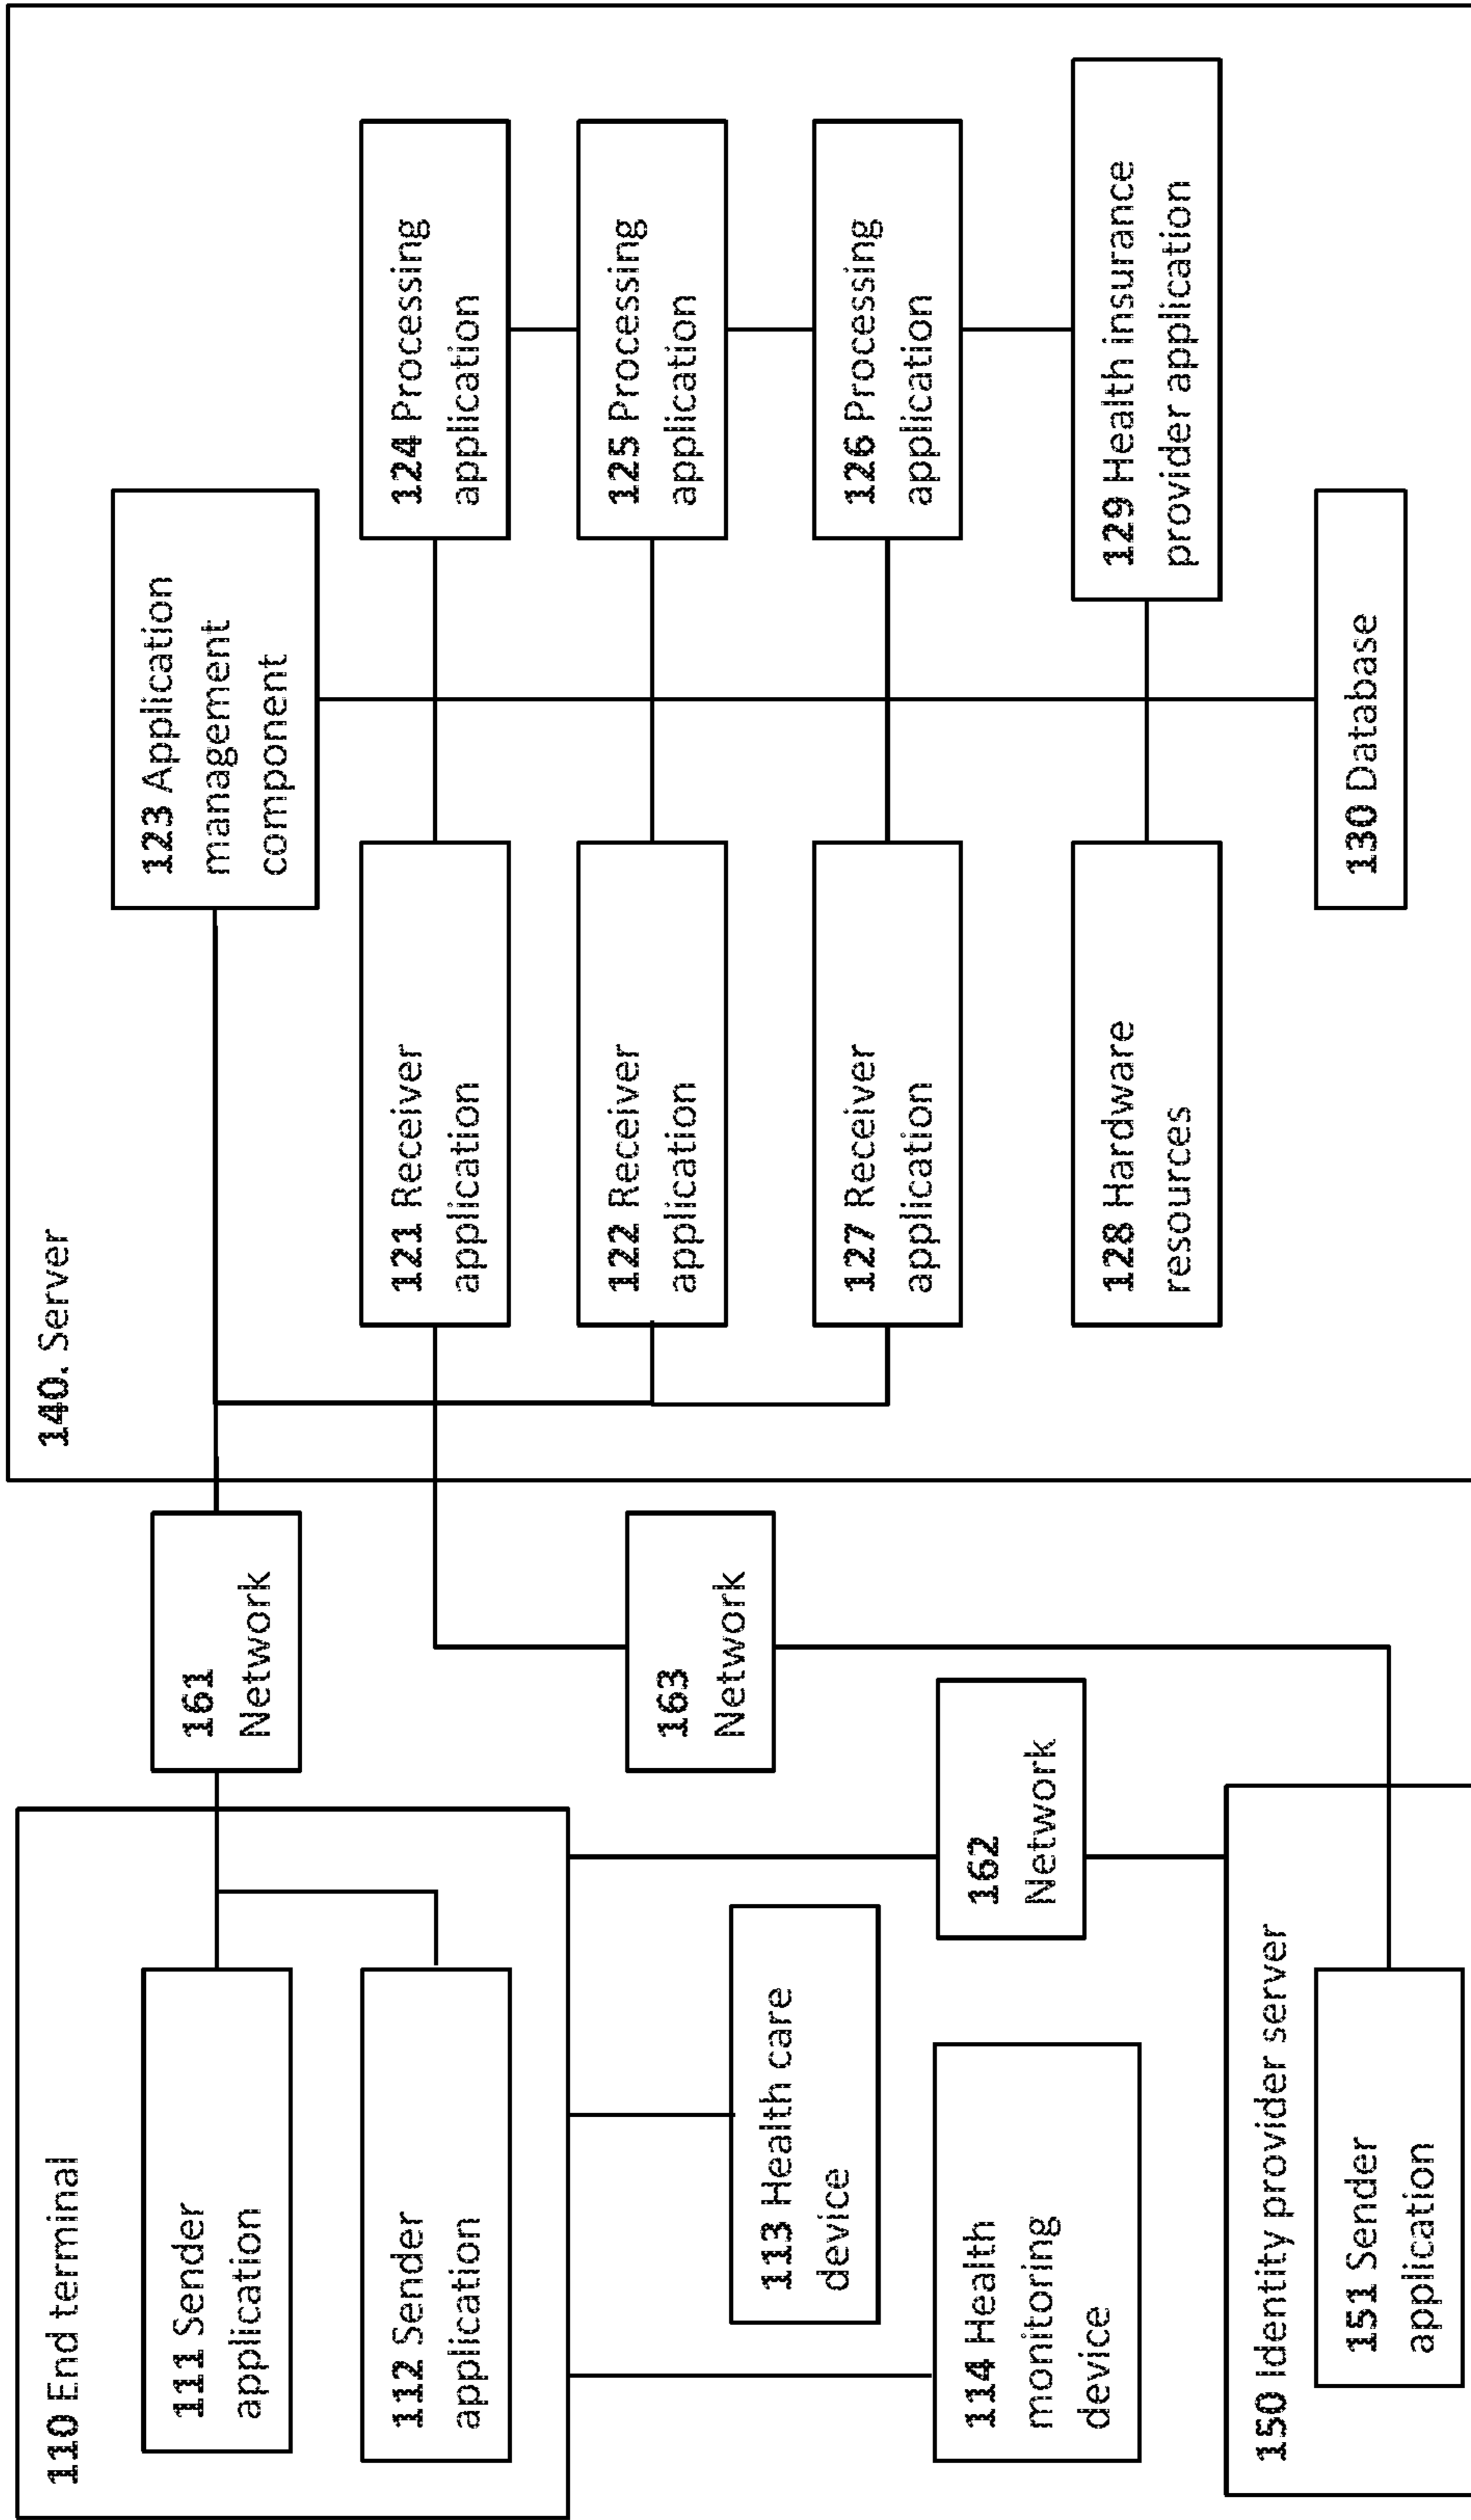 110 End terminal
111 Sender
application
112 Sender
application
113 Health care
device
114 Health
monitoring
device
150 Identity provider server
151 Sender
application
161
Network
163
Network
162
Network
140. Server
123 Application
management
component
121 Receiver
application
124 Processing
application
122 Receiver
application
125 Processing
application
127 Receiver
application
126 Processing
application
128 Hardware
resources
129 Health insurance
provider application
130 Database